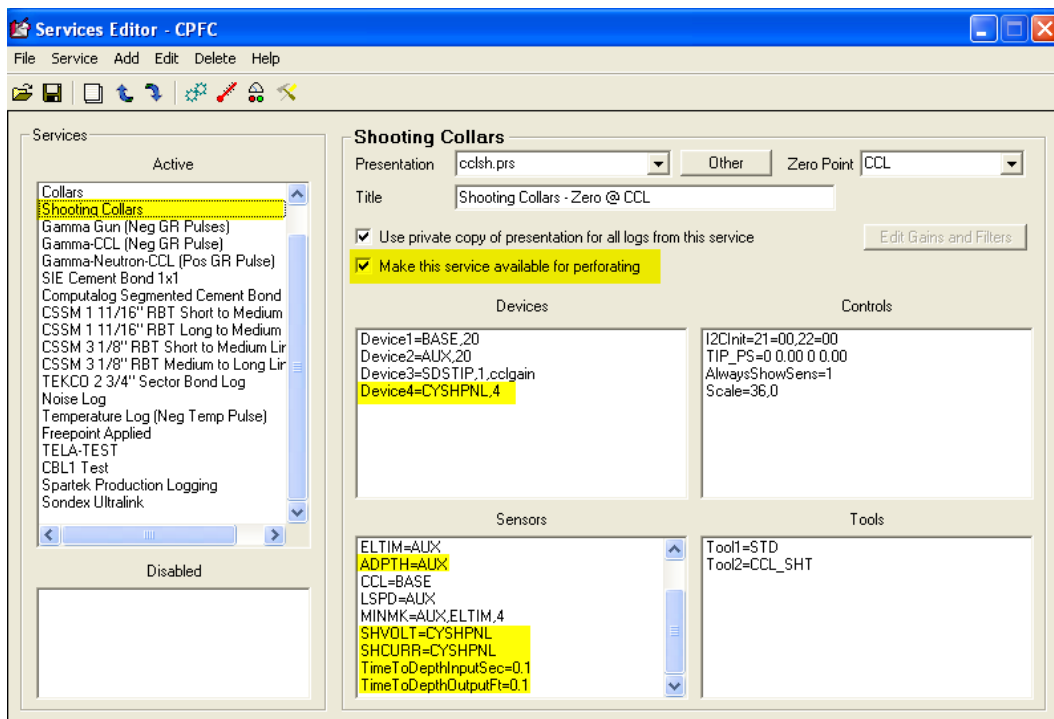 Services Editor - CPFC
File Service Add Edit Delete Help
Services
Active
Collars
Shooting Collars
Gamma Gun (Neg GR Pulses)
Gamma-CCL (Neg GR Pulse)
Gamma-Neutron-CCL (Pos GR Pulse)
SIE Cement Bond 1x1
Computalog Segmented Cement Bond
CSSM 1 11/16" RBT Short to Medium
CSSM 1 11/16" RBT Long to Medium
CSSM 3 1/8" RBT Short to Medium Lir
CSSM 3 1/8" RBT Medium to Long Lir
TEKCO 2 3/4" Sector Bond Log
Noise Log
Temperature Log (Neg Temp Pulse)
Freepoint Applied
TELA-TEST
CBL1 Test
Spartek Production Logging
Sondex Ultralink
Disabled
Shooting Collars
Presentation cclsh.prs Other Zero Point CCL
Title Shooting Collars - Zero @ CCL
Use private copy of presentation for all logs from this service Edit Gains and Filters
Make this service available for perforating
Devices
Device1=BASE,20
Device2=AUX,20
Device3=SDSTIP,1,cclgain
Device4=CYSHPNL,4
Controls
I2CInit=21=00,22=00
TIP_PS=0 0.00 0 0.00
AlwaysShowSens=1
Scale=36,0
Sensors
ELTIM=AUX
ADPTH=AUX
CCL=BASE
LSPD=AUX
MINMK=AUX,ELTIM,4
SHVOLT=CYSHPNL
SHCURR=CYSHPNL
TimeToDepthInputSec=0.1
TimeToDepthOutputFt=0.1
Tools
Tool1=STD
Tool2=CCL_SHT